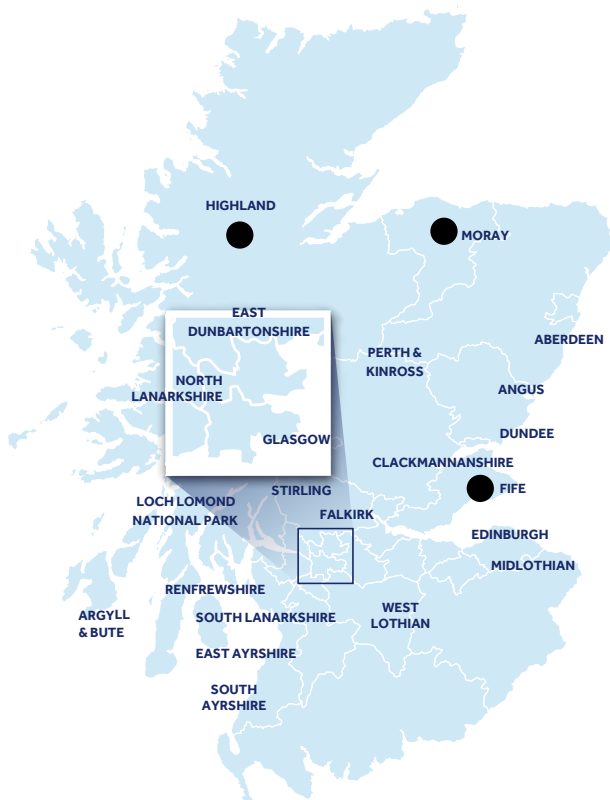 HIGHLAND
MORAY
EAST
DUNBARTONSHIRE
ABERDEEN
PERTH &
KINROSS
NORTH
LANARKSHIRE
ANGUS
DUNDEE
GLASGOW
CLACKMANNANSHIRE
STIRLING
FIFE
LOCH LOMOND
NATIONAL PARK
FALKIRK
EDINBURGH
MIDLOTHIAN
RENFREWSHIRE
ARGYLL
& BUTE
SOUTH LANARKSHIRE
WEST
LOTHIAN
EAST AYRSHIRE
SOUTH
AYRSHIRE